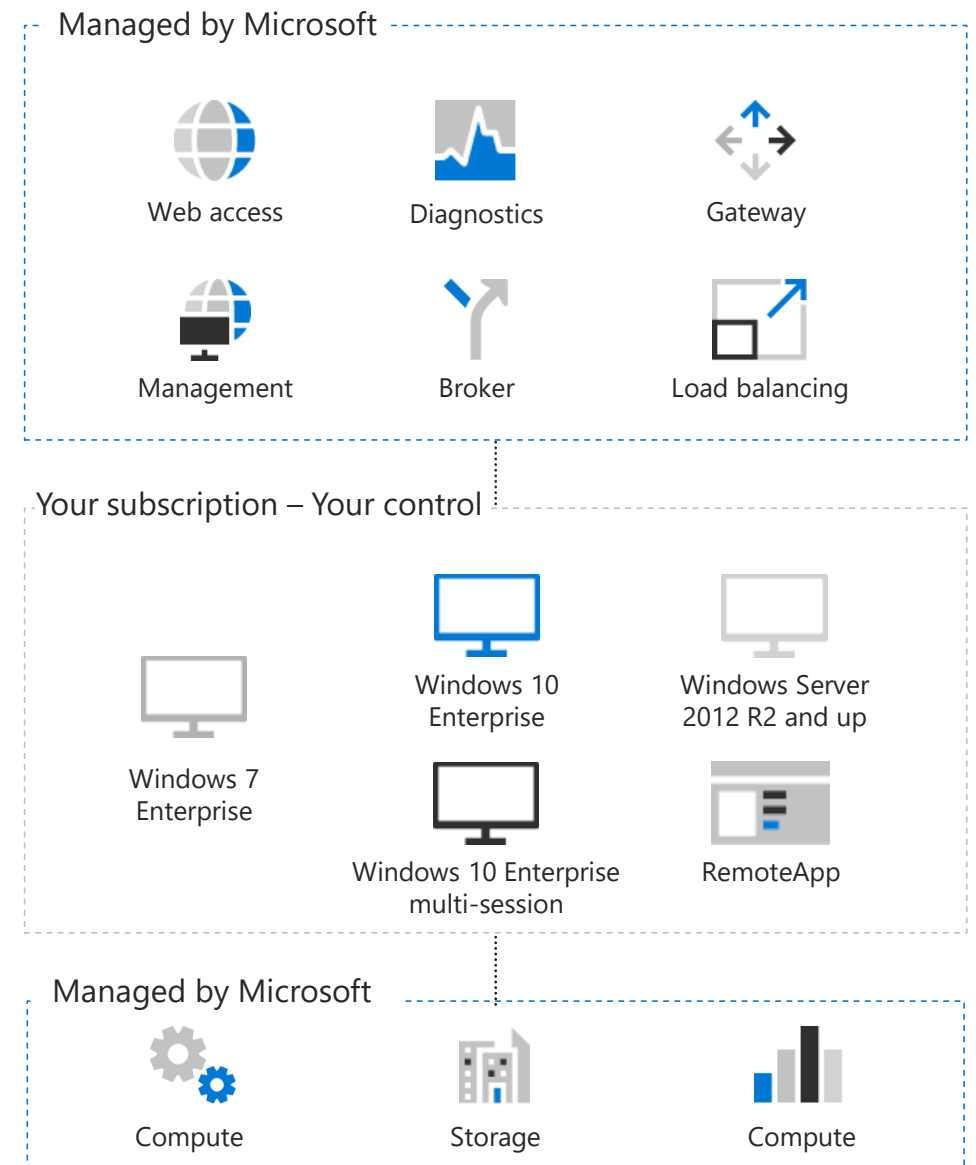 Managed by Microsoft
Web access
Diagnostics
Gateway
Management
Broker
Load balancing
Your subscription – Your control
Windows 7
Enterprise
Windows 10
Enterprise
Windows Server
2012 R2 and up
Windows 10 Enterprise
multi-session
RemoteApp
Managed by Microsoft
Compute
Storage
Compute